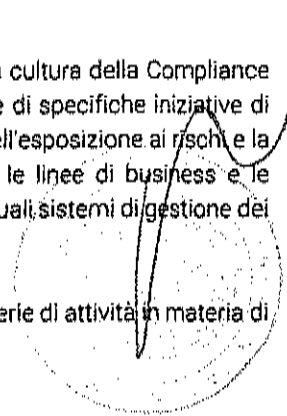 a cultura della Compliance
e di specifiche iniziative di
ell'esposizione ai rischi e la
le linee di business e le
uali sistemi di gestione dei
erie di attività in materia di